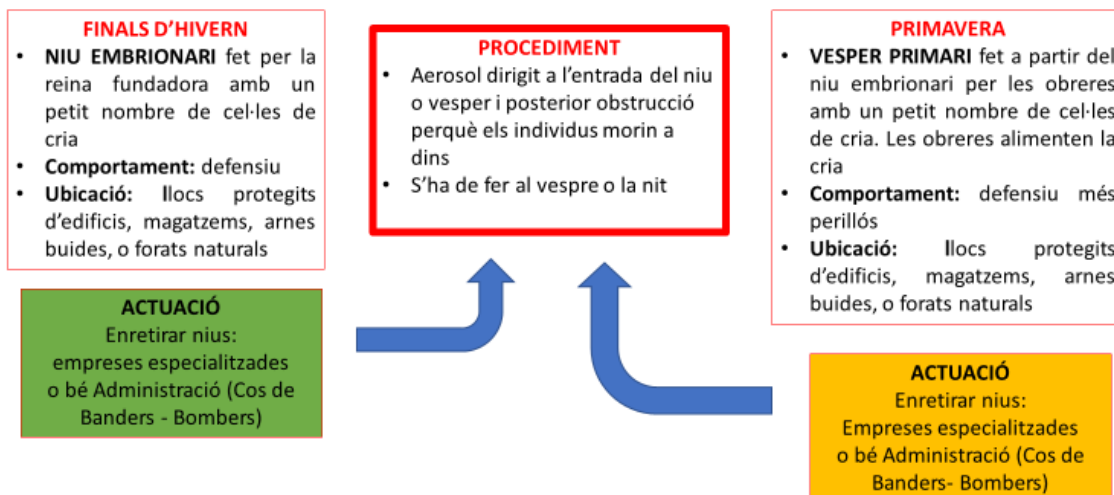 FINALS D'HIVERN
• NIU EMBRIONARI fet per la
reina fundadora amb un
petit nombre de cel·les de
cria
• Comportament: defensiu
• Ubicació: llocs protegits
d'edificis, magatzems, arnes
buides, o forats naturals
ACTUACIÓ
Enretirar nius:
empreses especialitzades
o bé Administració (Cos de
Banders - Bombers)
PROCEDIMENT
• Aerosol dirigit a l'entrada del niu
o vesper i posterior obstrucció
perquè els individus morin a
dins
• S'ha de fer al vespre o la nit
PRIMAVERA
• VESPER PRIMARI fet a partir del
niu embrionari per les obreres
amb un petit nombre de cel·les
de cria. Les obreres alimenten la
cria
• Comportament: defensiu més
perillós
• Ubicació: llocs protegits
d'edificis, magatzems, arnes
buides, o forats naturals
ACTUACIÓ
Enretirar nius:
Empreses especialitzades
o bé Administració (Cos de
Banders- Bombers)